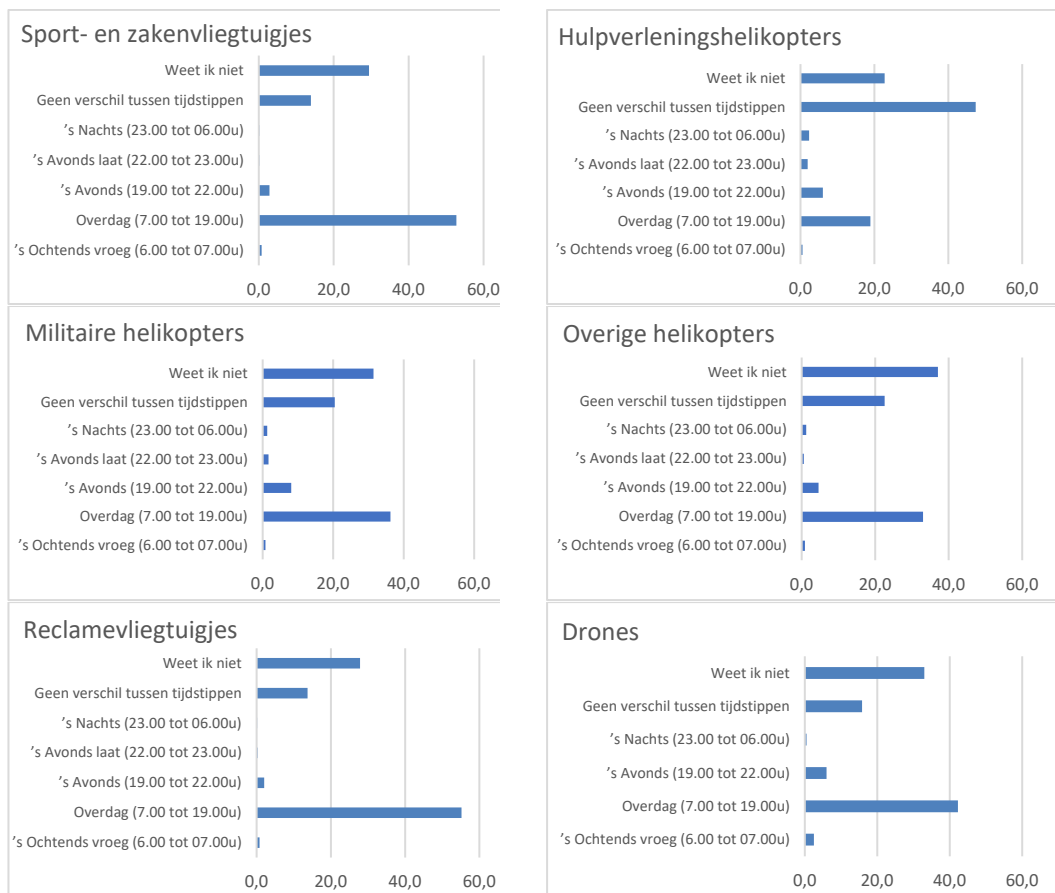 Sport- en zakenvliegtuigjes
Weet ik niet
Geen verschil tussen tijdstippen
’s Nachts (23.00 tot 06.00u)
’s Avonds laat (22.00 tot 23.00u)
’s Avonds (19.00 tot 22.00u)
Overdag (7.00 tot 19.00u)
’s Ochtends vroeg (6.00 tot 07.00u)
0,0 20,0 40,0 60,0
Hulpverleningshelikopters
Weet ik niet
Geen verschil tussen tijdstippen
’s Nachts (23.00 tot 06.00u)
’s Avonds laat (22.00 tot 23.00u)
’s Avonds (19.00 tot 22.00u)
Overdag (7.00 tot 19.00u)
’s Ochtends vroeg (6.00 tot 07.00u)
0,0 20,0 40,0 60,0
Militaire helikopters
Weet ik niet
Geen verschil tussen tijdstippen
’s Nachts (23.00 tot 06.00u)
’s Avonds laat (22.00 tot 23.00u)
’s Avonds (19.00 tot 22.00u)
Overdag (7.00 tot 19.00u)
’s Ochtends vroeg (6.00 tot 07.00u)
0,0 20,0 40,0 60,0
Overige helikopters
Weet ik niet
Geen verschil tussen tijdstippen
’s Nachts (23.00 tot 06.00u)
’s Avonds laat (22.00 tot 23.00u)
’s Avonds (19.00 tot 22.00u)
Overdag (7.00 tot 19.00u)
’s Ochtends vroeg (6.00 tot 07.00u)
0,0 20,0 40,0 60,0
Reclamevliegtuigjes
Weet ik niet
Geen verschil tussen tijdstippen
’s Nachts (23.00 tot 06.00u)
’s Avonds laat (22.00 tot 23.00u)
’s Avonds (19.00 tot 22.00u)
Overdag (7.00 tot 19.00u)
’s Ochtends vroeg (6.00 tot 07.00u)
0,0 20,0 40,0 60,0
Drones
Weet ik niet
Geen verschil tussen tijdstippen
’s Nachts (23.00 tot 06.00u)
’s Avonds (19.00 tot 22.00u)
Overdag (7.00 tot 19.00u)
’s Ochtends vroeg (6.00 tot 07.00u)
0,0 20,0 40,0 60,0